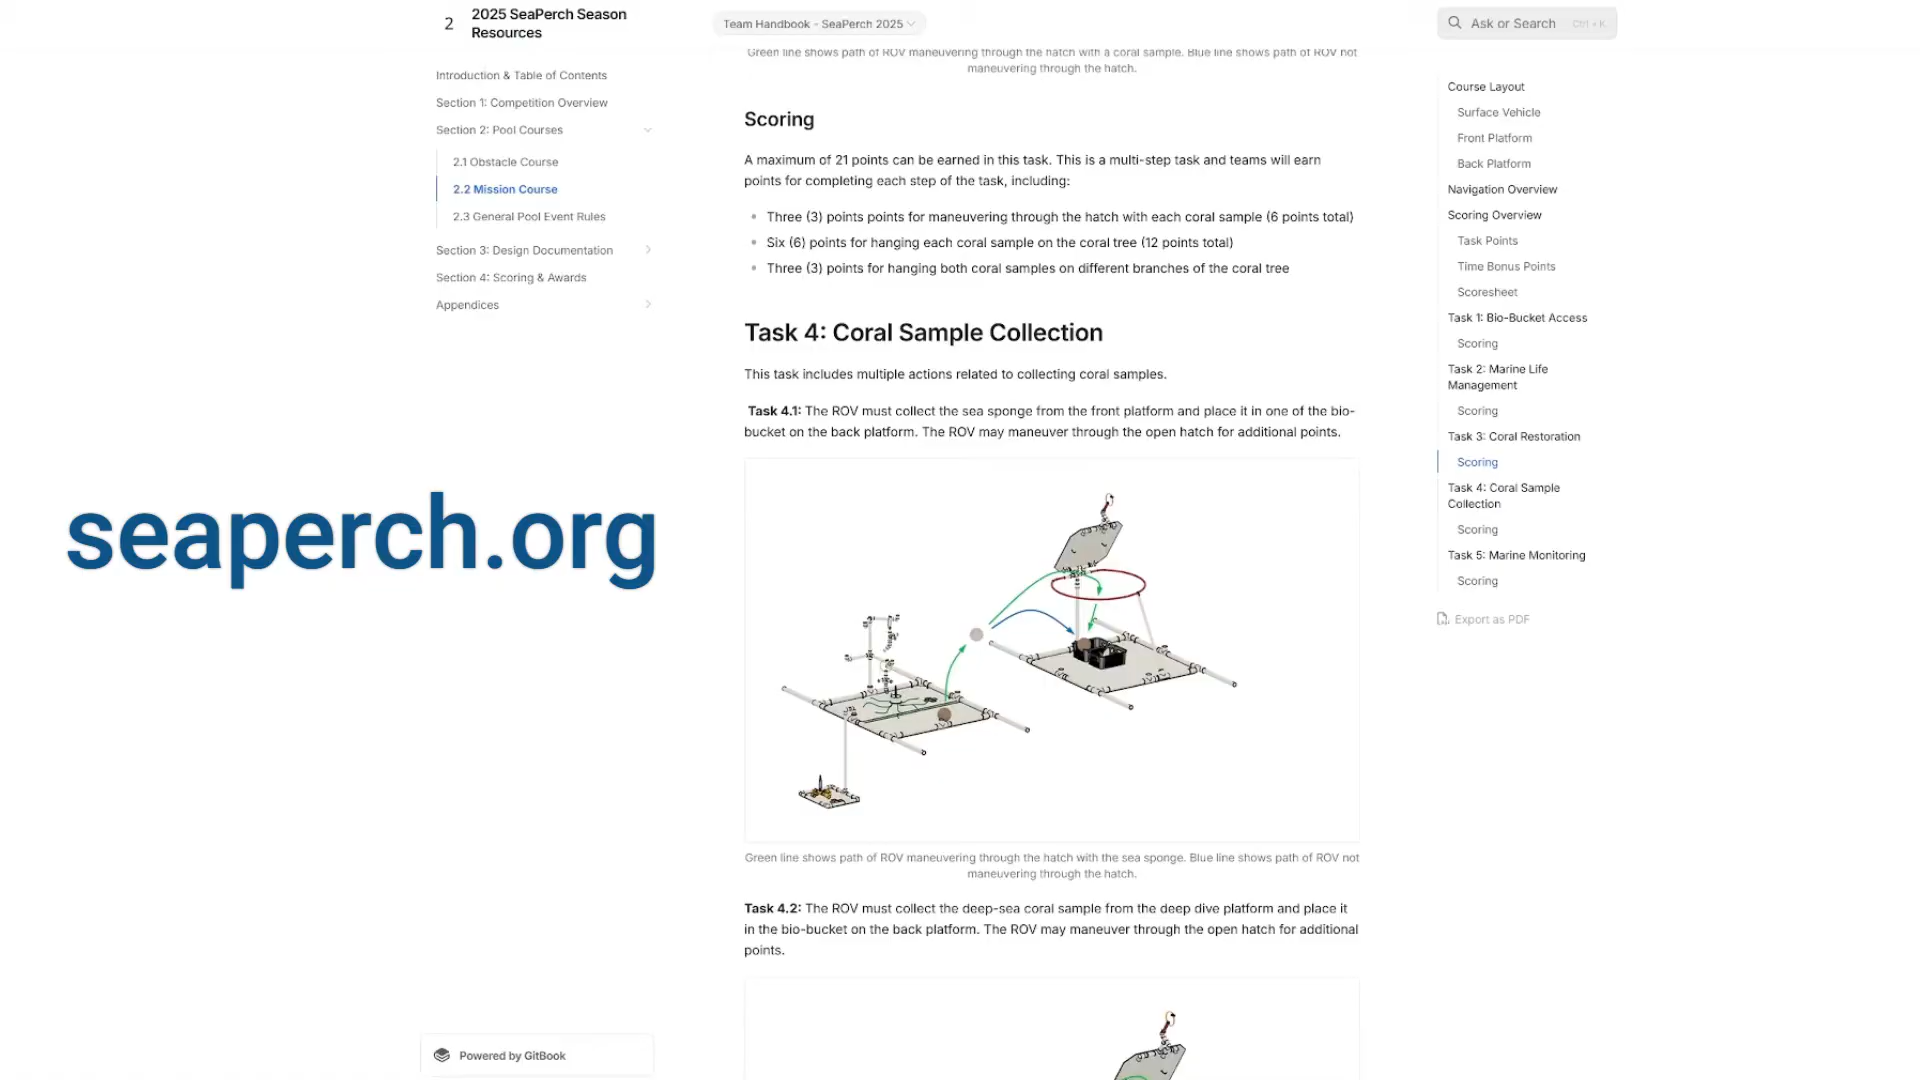 2
2025 SeaPerch Season
Resources
Team Handbook - SeaPerch 2025
Ask or Search
Ctrl + K
Introduction & Table of Contents
Section 1: Competition Overview
Section 2: Pool Courses
2.1 Obstacle Course
2.2 Mission Course
2.3 General Pool Event Rules
Section 3: Design Documentation
Section 4: Scoring & Awards
Appendices
seaperch.org
Powered by GitBook
Green line shows path of ROV maneuvering through the hatch with a coral sample. Blue line shows path of ROV not
maneuvering through the hatch.
Scoring
A maximum of 21 points can be earned in this task. This is a multi-step task and teams will earn
points for completing each step of the task, including:
Three (3) points points for maneuvering through the hatch with each coral sample (6 points total)
Six (6) points for hanging each coral sample on the coral tree (12 points total)
Three (3) points for hanging both coral samples on different branches of the coral tree
Task 4: Coral Sample Collection
This task includes multiple actions related to collecting coral samples.
Task 4.1: The ROV must collect the sea sponge from the front platform and place it in one of the bio-
bucket on the back platform. The ROV may maneuver through the open hatch for additional points.
Green line shows path of ROV maneuvering through the hatch with the sea sponge. Blue line shows path of ROV not
maneuvering through the hatch.
Task 4.2: The ROV must collect the deep-sea coral sample from the deep dive platform and place it
in the bio-bucket on the back platform. The ROV may maneuver through the open hatch for additional
points.
Course Layout
Surface Vehicle
Front Platform
Back Platform
Navigation Overview
Scoring Overview
Task Points
Time Bonus Points
Scoresheet
Task 1: Bio-Bucket Access
Scoring
Task 2: Marine Life
Management
Scoring
Task 3: Coral Restoration
Scoring
Task 4: Coral Sample
Collection
Scoring
Task 5: Marine Monitoring
Scoring
Export as PDF